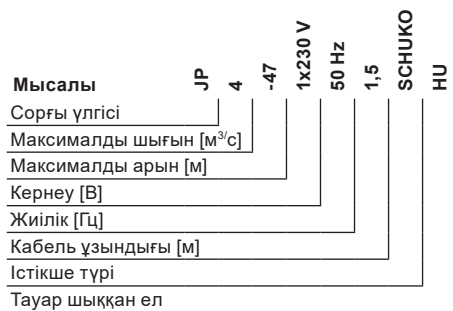 Мысалы JP 4 -47 1x230 V 50 Hz 1,5 SCHUKO HU
Сорғы үлгісі
Максималды шығын [м³/с]
Максималды арын [м]
Кернеу [В]
Жиілік [Гц]
Кабель ұзындығы [м]
Істікше түрі
Тауар шыққан ел